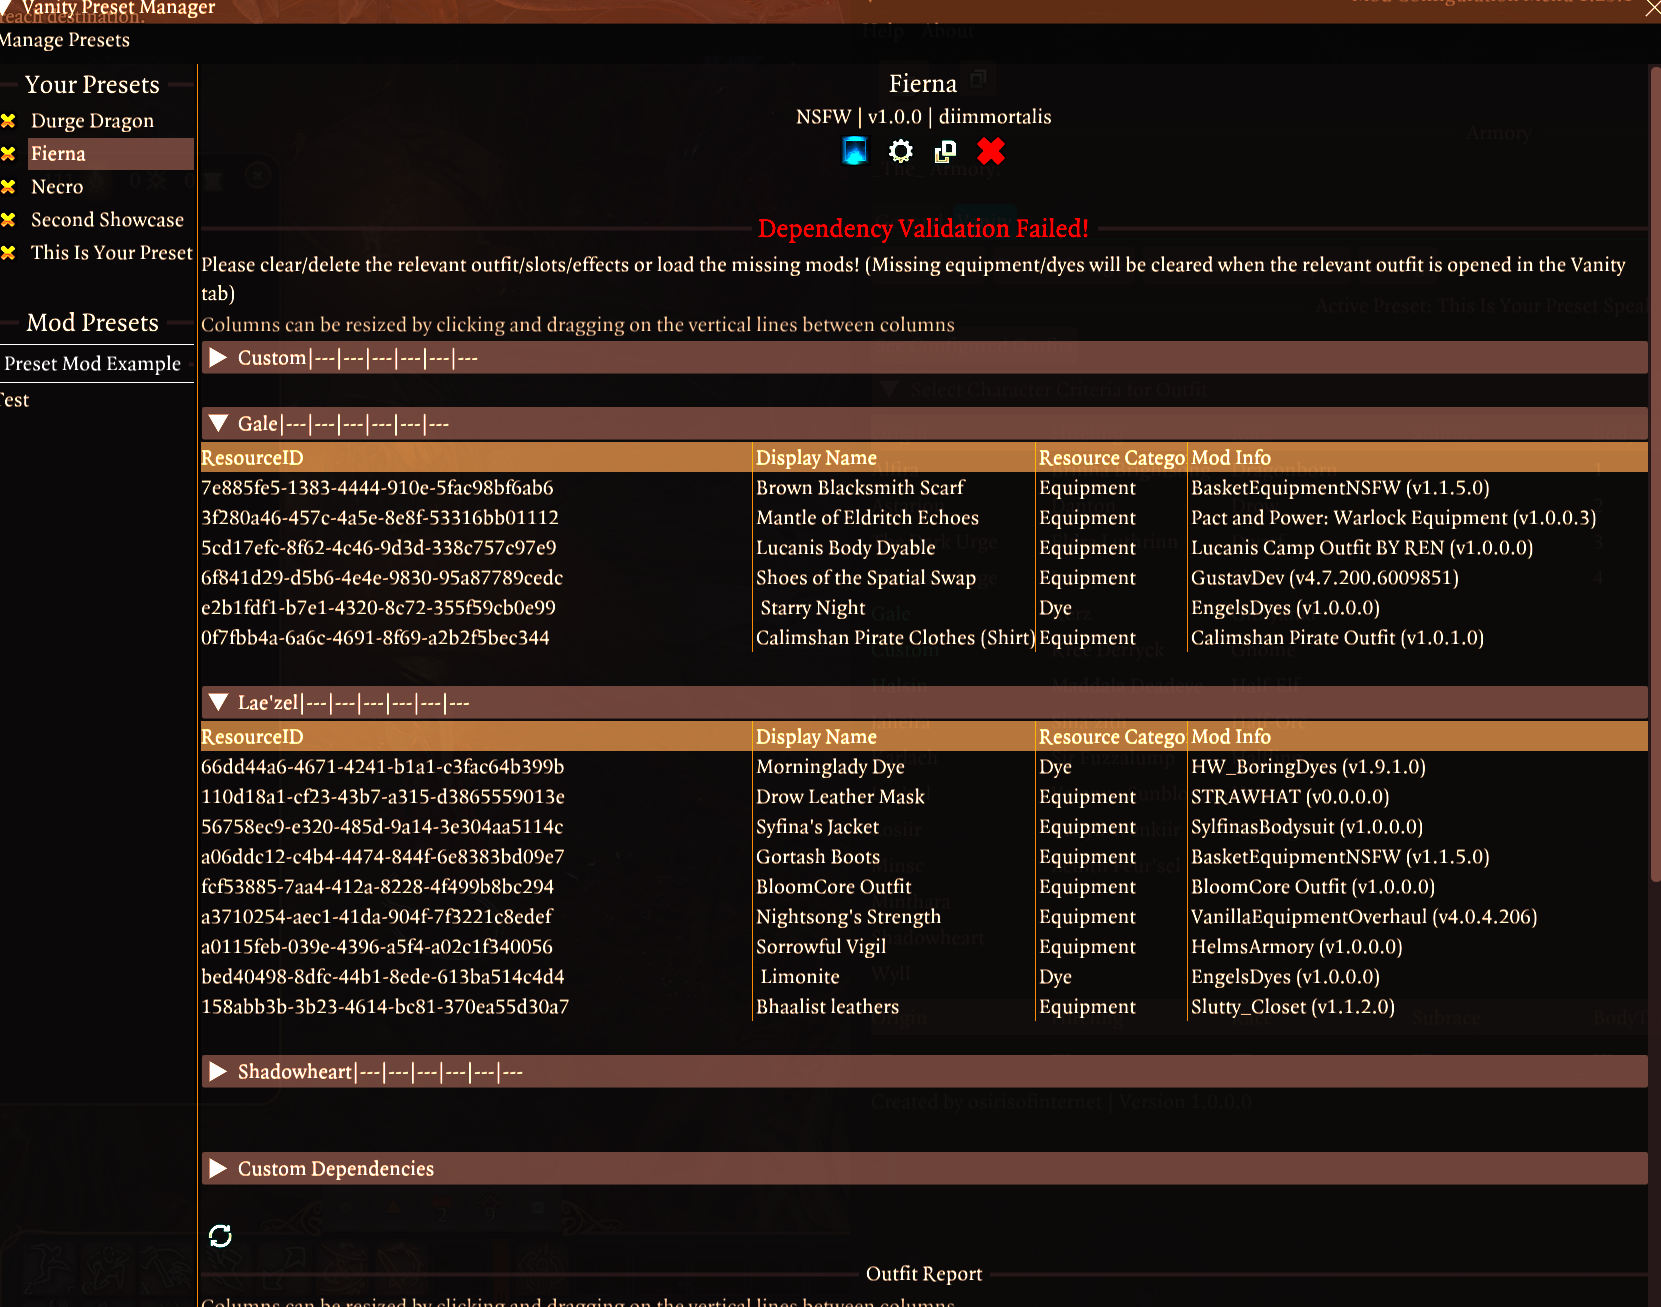 Vanity Preset Manager
Manage Presets
Your Presets
Durge Dragon
Fierna
Necro
Second Showcase
This Is Your Preset
Mod Presets
Preset Mod Example
Test
Fierna
NSFW | v1.0.0 | diimmortalis
Dependency Validation Failed!
Please clear/delete the relevant outfit/slots/effects or load the missing mods! (Missing equipment/dyes will be cleared when the relevant outfit is opened in the Vanity
tab)
Columns can be resized by clicking and dragging on the vertical lines between columns
Custom|---|---|---|---|---|---
Gale|---|---|---|---|---|---
ResourceID Display Name Resource Catego Mod Info
7e885fe5-1383-4444-910e-5fac98bf6ab6 Brown Blacksmith Scarf Equipment BasketEquipmentNSFW (v1.1.5.0)
3f280a46-457c-4a5e-8e8f-53316bb01112 Mantle of Eldritch Echoes Equipment Pact and Power: Warlock Equipment (v1.0.0.3)
5cd17efc-8f62-4c46-9d3d-338c757c97e9 Lucanis Body Dyable Equipment Lucanis Camp Outfit BY REN (v1.0.0.0)
6f841d29-d5b6-4e4e-9830-95a87789cedc Shoes of the Spatial Swap Equipment GustavDev (v4.7.200.6009851)
e2b1fdf1-b7e1-4320-8c72-355f59cb0e99 Starry Night Dye EngelsDyes (v1.0.0.0)
0f7fbb4a-6a6c-4691-8f69-a2b2f5bec344 Calimshan Pirate Clothes (Shirt) Equipment Calimshan Pirate Outfit (v1.0.1.0)
Lae'zel|---|---|---|---|---|---
ResourceID Display Name Resource Catego Mod Info
66dd44a6-4671-4241-b1a1-c3fac64b399b Morninglady Dye Dye HW_BoringDyes (v1.9.1.0)
110d18a1-cf23-43b7-a315-d3865559013e Drow Leather Mask Equipment STRAWHAT (v0.0.0.0)
56758ec9-e320-485d-9a14-3e304aa5114c Syfina's Jacket Equipment SylfinasBodysuit (v1.0.0.0)
a06ddc12-c4b4-4474-844f-6e8383bd09e7 Gortash Boots Equipment BasketEquipmentNSFW (v1.1.5.0)
fcf53885-7aa4-412a-8228-4f499b8bc294 BloomCore Outfit Equipment BloomCore Outfit (v1.0.0.0)
a3710254-aec1-41da-904f-7f3221c8edef Nightsong's Strength Equipment VanillaEquipmentOverhaul (v4.0.4.206)
a0115feb-039e-4396-a5f4-a02c1f340056 Sorrowful Vigil Equipment HelmsArmory (v1.0.0.0)
bed40498-8dfc-44b1-8ede-613ba514c4d4 Limonite Dye EngelsDyes (v1.0.0.0)
158abb3b-3b23-4614-bc81-370ea55d30a7 Bhaalist leathers Equipment Slutty_Closet (v1.1.2.0)
Shadowheart|---|---|---|---|---|---
Created by osirisofinternet | Version 1.0.0.0
Custom Dependencies
Outfit Report
Columns can be resized by clicking and dragging on the vertical lines between columns